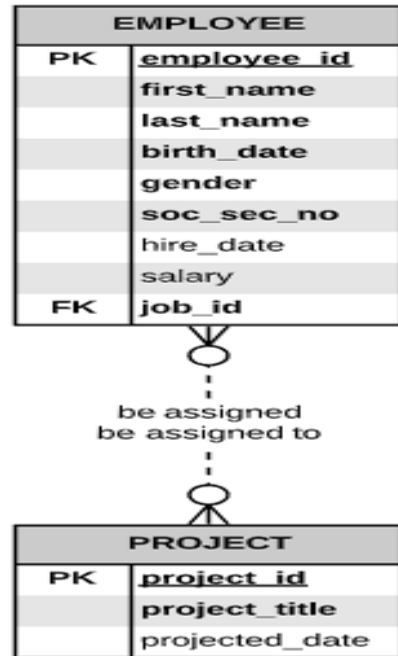 EMPLOYEE
PK employee_id
first_name
last_name
birth_date
gender
soc_sec_no
hire_date
salary
FK job_id
be assigned
be assigned to
PROJECT
PK project_id
project_title
projected_date